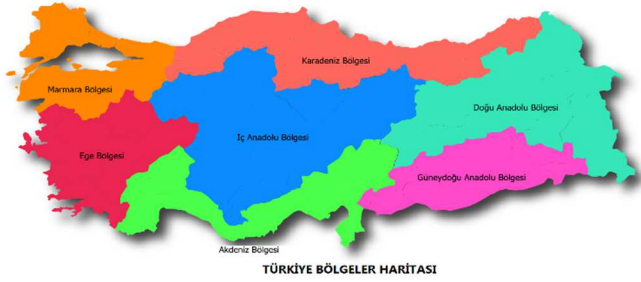 Karadeniz Bölgesi
Marmara Bölgesi
Doğu Anadolu Bölgesi
İç Anadolu Bölgesi
Ege Bölgesi
Güneydoğu Anadolu Bölgesi
Akdeniz Bölgesi
TÜRKİYE BÖLGELER HARİTASI